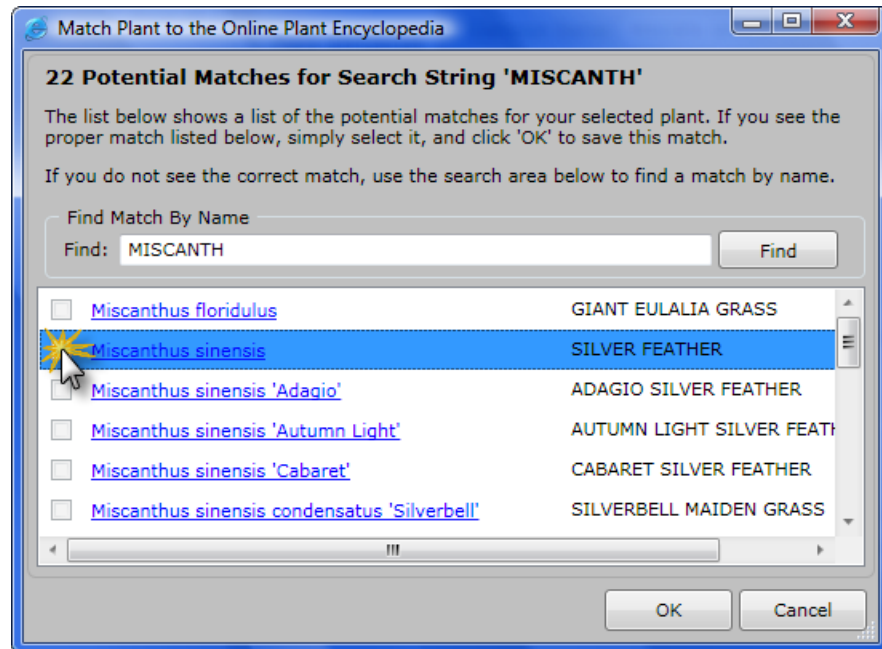 Match Plant to the Online Plant Encyclopedia
22 Potential Matches for Search String 'MISCANTH'
The list below shows a list of the potential matches for your selected plant. If you see the
proper match listed below, simply select it, and click 'OK' to save this match.
If you do not see the correct match, use the search area below to find a match by name.
Find Match By Name
Find: MISCANTH Find
Miscanthus floridulus GIANT EULALIA GRASS
Miscanthus sinensis SILVER FEATHER
Miscanthus sinensis 'Adagio' ADAGIO SILVER FEATHER
Miscanthus sinensis 'Autumn Light' AUTUMN LIGHT SILVER FEATH
Miscanthus sinensis 'Cabaret' CABARET SILVER FEATHER
Miscanthus sinensis condensatus 'Silverbell' SILVERBELL MAIDEN GRASS
OK Cancel